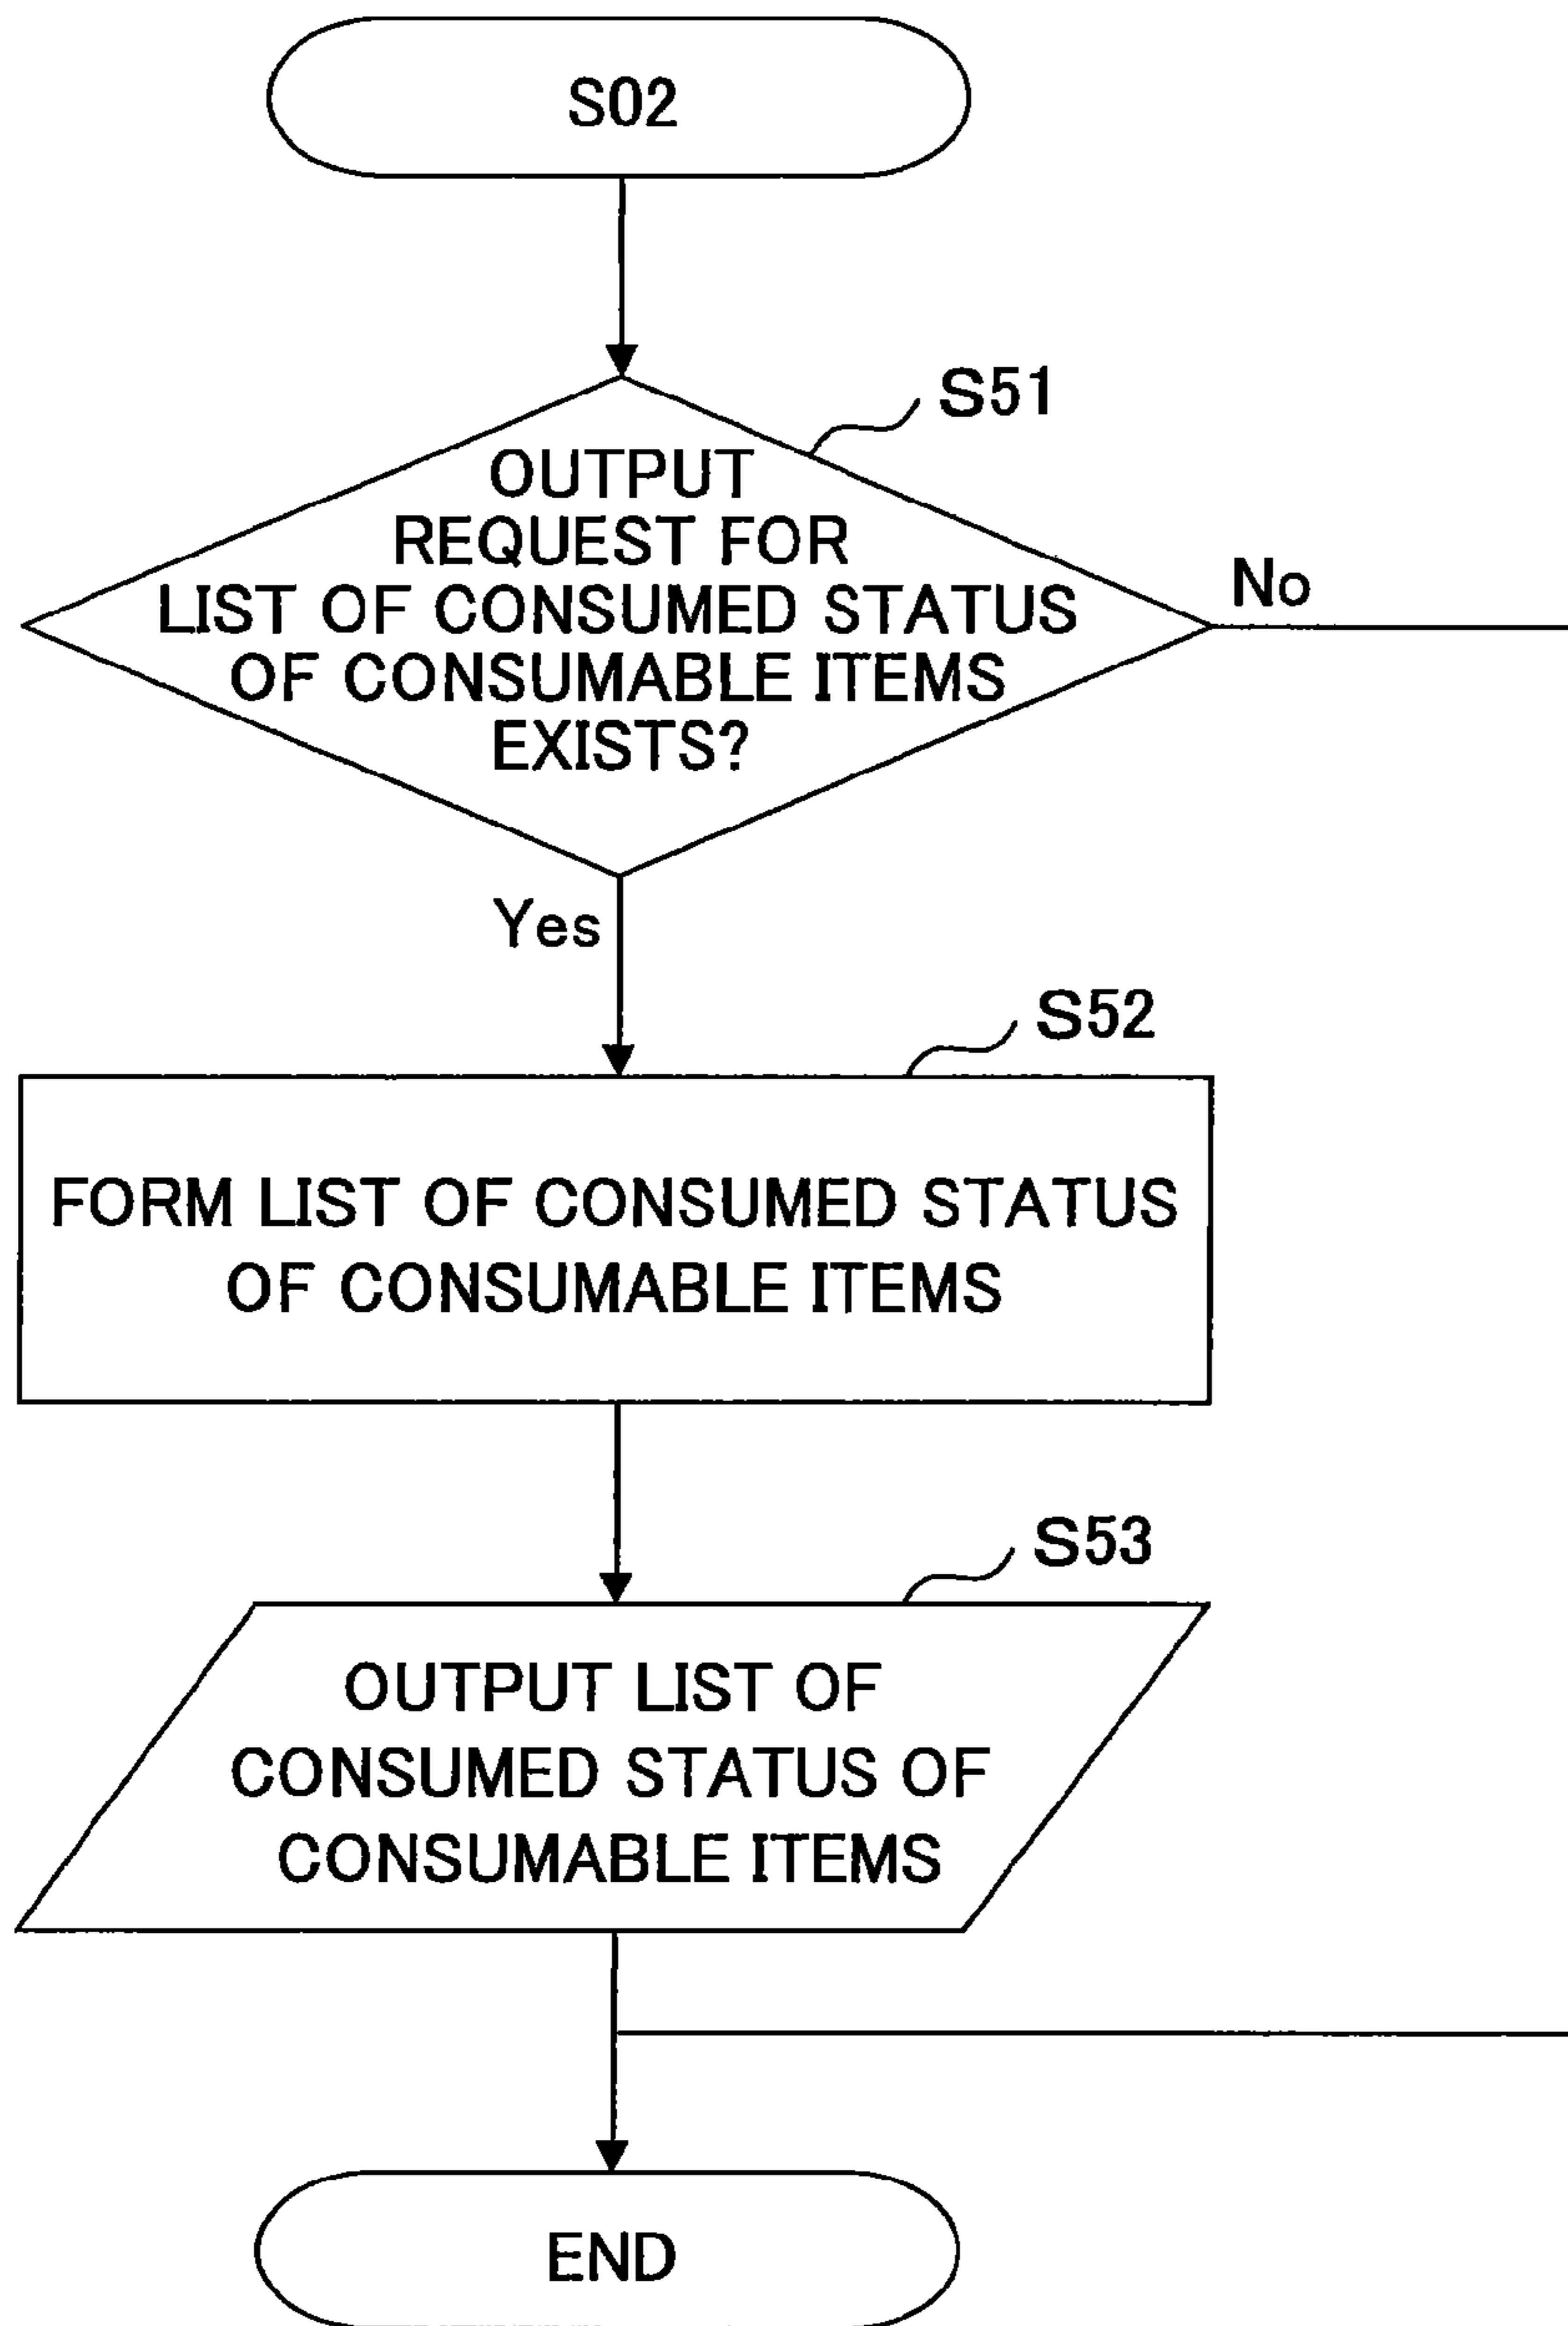 S02
S51
OUTPUT
REQUEST FOR
LIST OF CONSUMED STATUS
OF CONSUMABLE ITEMS
EXISTS?
No
Yes
S52
FORM LIST OF CONSUMED STATUS
OF CONSUMABLE ITEMS
S53
OUTPUT LIST OF
CONSUMED STATUS OF
CONSUMABLE ITEMS
END